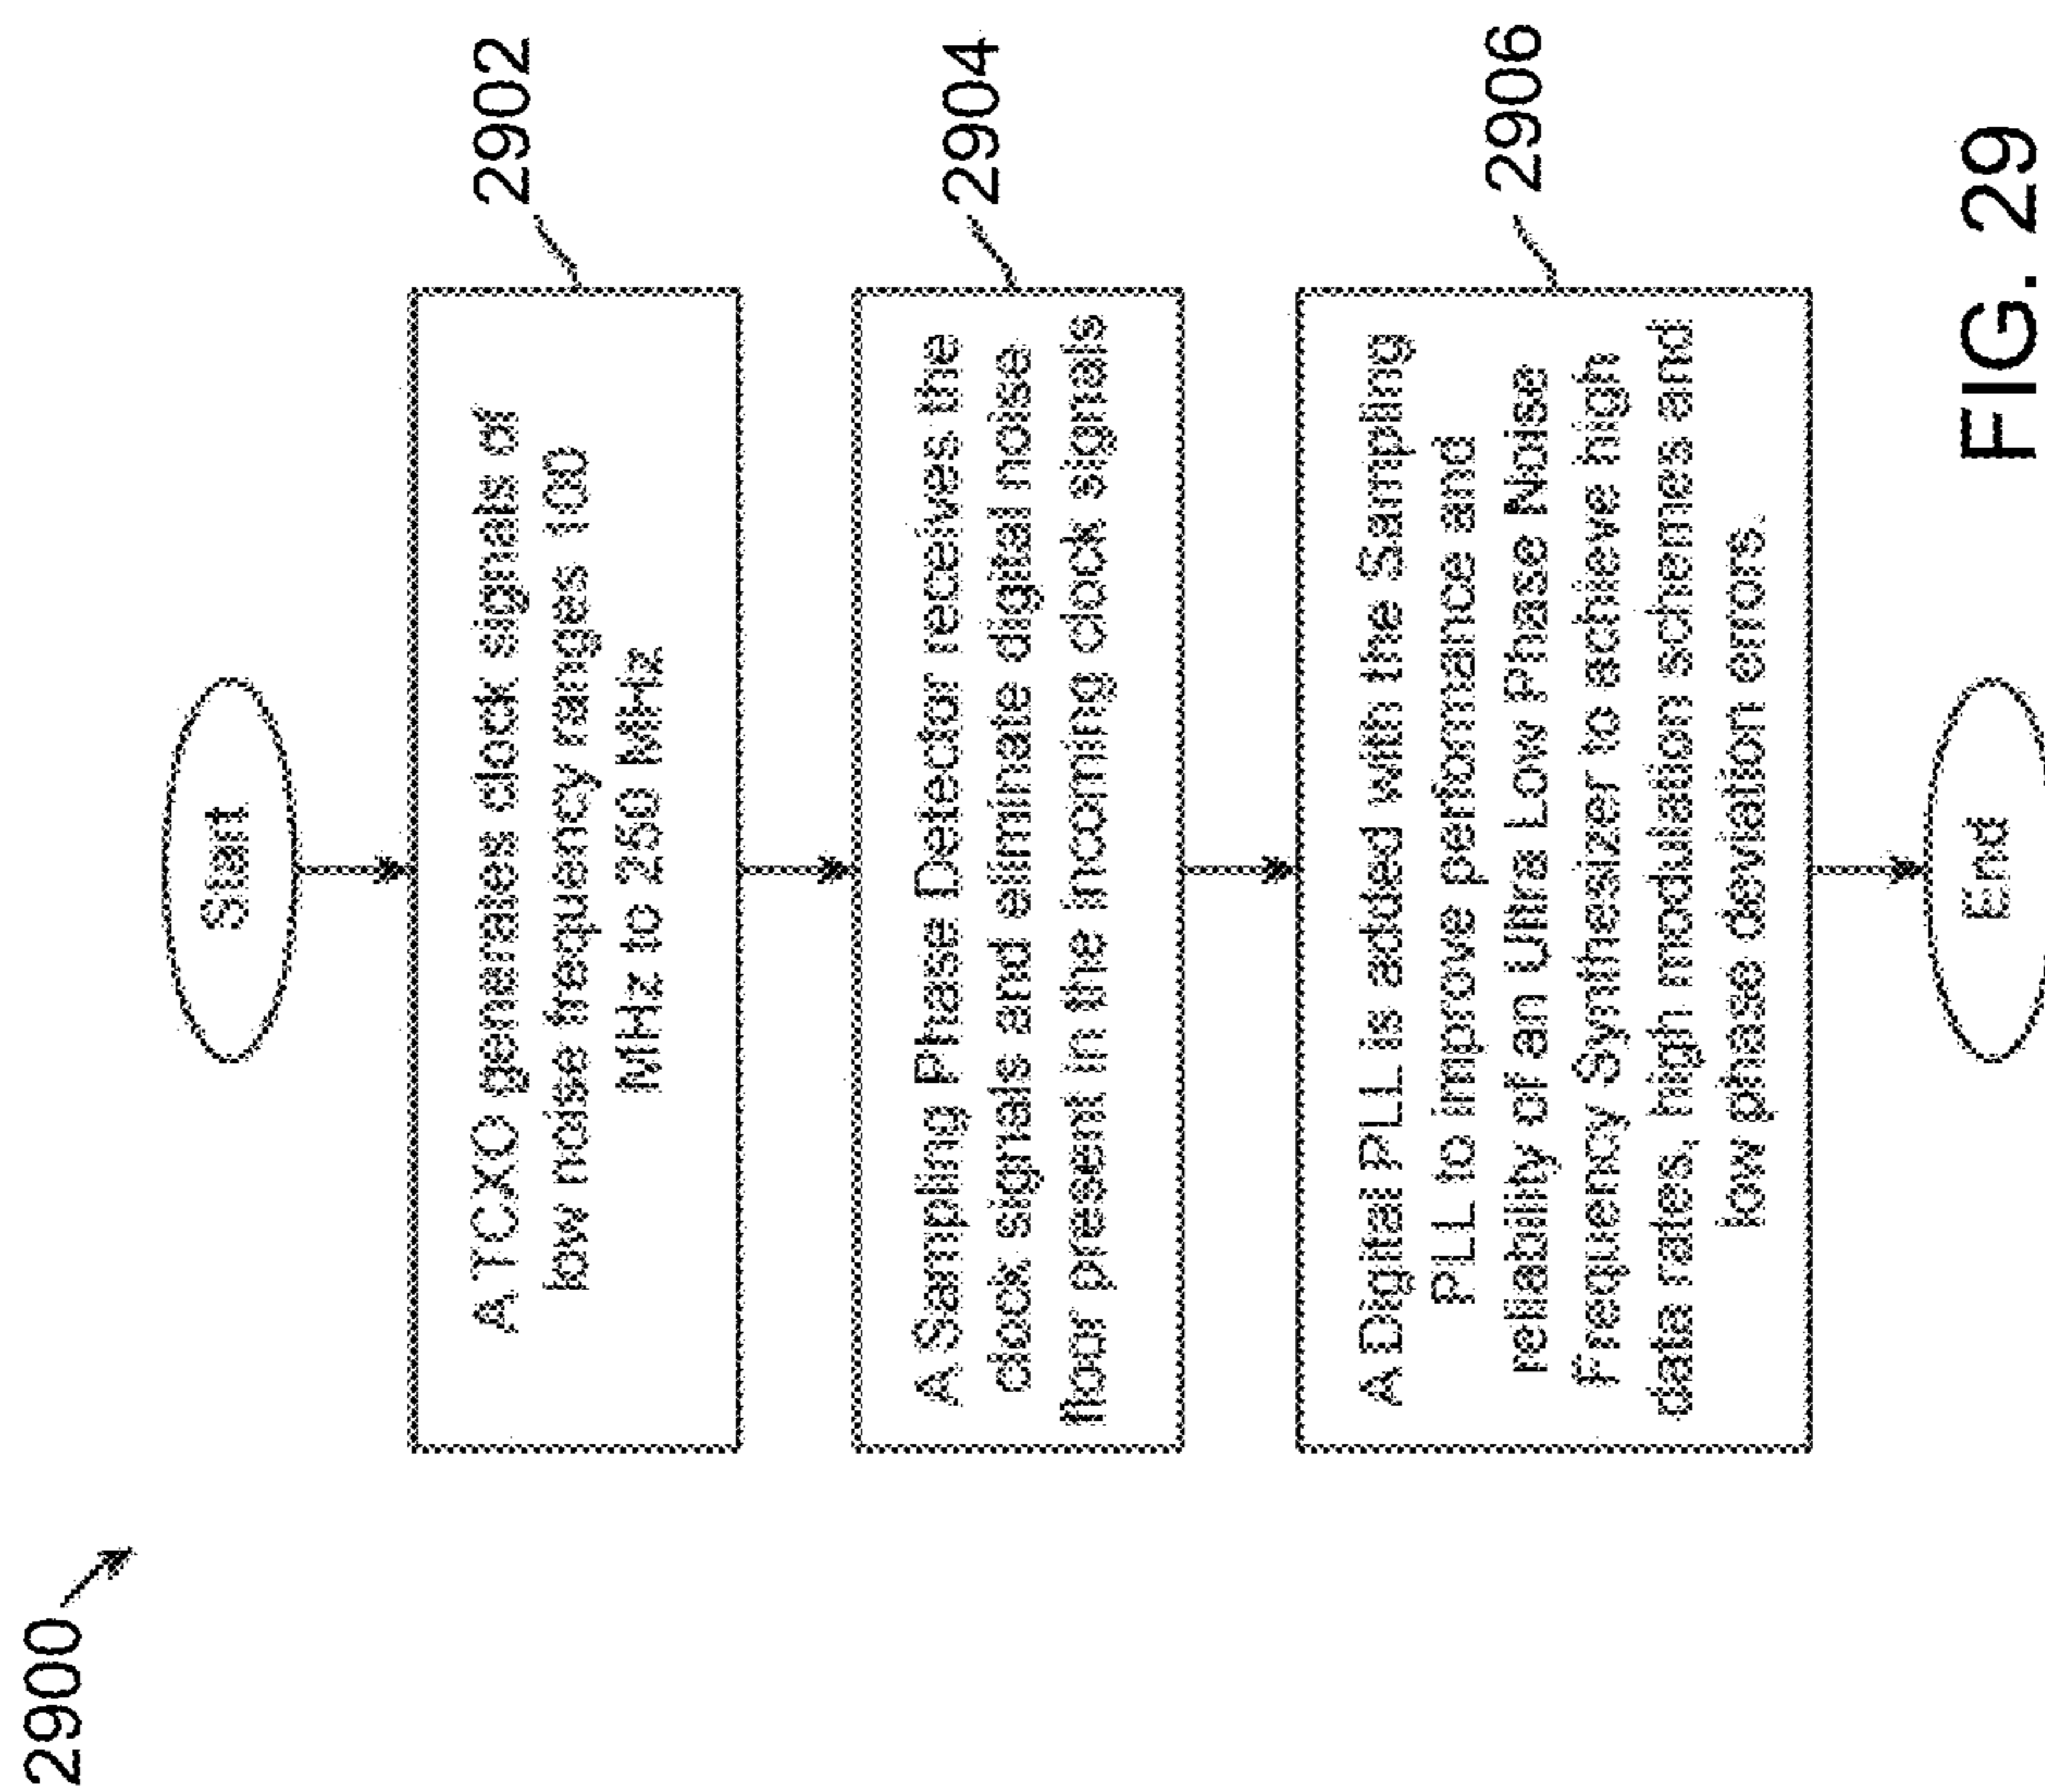 2900
Start
A TCXO generates clock signals of
low noise frequency ranges 100
MHz to 250 MHz
2902
A Sampling Phase Detector receives the
clock signals and eliminate digital noise
floor present in the incoming clock signals
2904
A Digital PLL is added with the Sampling
PLL to improve performance and
reliability of an Ultra Low Phase Noise
Frequency Synthesizer to achieve high
data rates, high modulation schemes and
low phase deviation errors.
2906
End
FIG. 29